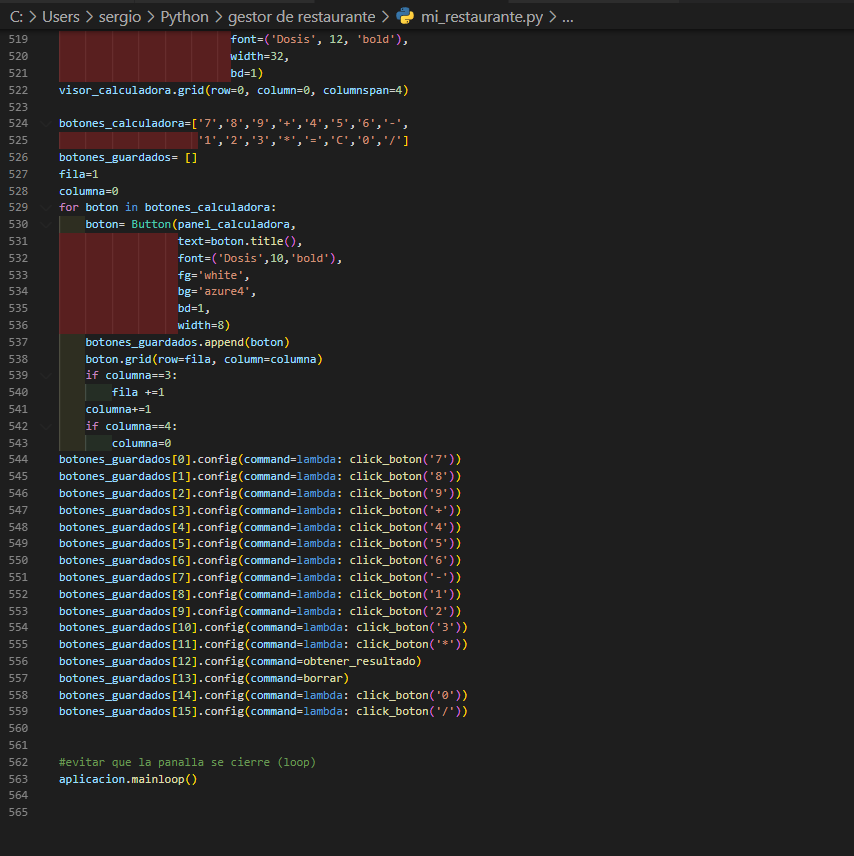 C: > Users > sergio > Python > gestor de restaurante > mi_restaurante.py > ...
519 font=('Dosis', 12, 'bold'),
520 width=32,
521 bd=1)
522 visor_calculadora.grid(row=0, column=0, columnspan=4)
523
524 botones_calculadora=['7','8','9','+','4','5','6','-',
525 '1','2','3','*','=','C','0','/']
526 botones_guardados= []
527 fila=1
528 columna=0
529 for boton in botones_calculadora:
530     boton= Button(panel_calculadora,
531 text=boton.title(),
532 font=('Dosis',10,'bold'),
533 fg='white',
534 bg='azure4',
535 bd=1,
536 width=8)
537     botones_guardados.append(boton)
538     boton.grid(row=fila, column=columna)
539     if columna==3:
540         fila +=1
541     columna+=1
542     if columna==4:
543         columna=0
544 botones_guardados[0].config(command=lambda: click_boton('7'))
545 botones_guardados[1].config(command=lambda: click_boton('8'))
546 botones_guardados[2].config(command=lambda: click_boton('9'))
547 botones_guardados[3].config(command=lambda: click_boton('+'))
548 botones_guardados[4].config(command=lambda: click_boton('4'))
549 botones_guardados[5].config(command=lambda: click_boton('5'))
550 botones_guardados[6].config(command=lambda: click_boton('6'))
551 botones_guardados[7].config(command=lambda: click_boton('-'))
552 botones_guardados[8].config(command=lambda: click_boton('1'))
553 botones_guardados[9].config(command=lambda: click_boton('2'))
554 botones_guardados[10].config(command=lambda: click_boton('3'))
555 botones_guardados[11].config(command=lambda: click_boton('*'))
556 botones_guardados[12].config(command=obtener_resultado)
557 botones_guardados[13].config(command=borrar)
558 botones_guardados[14].config(command=lambda: click_boton('0'))
559 botones_guardados[15].config(command=lambda: click_boton('/'))
560
561
562 #evitar que la panalla se cierre (loop)
563 aplicacion.mainloop()
564
565